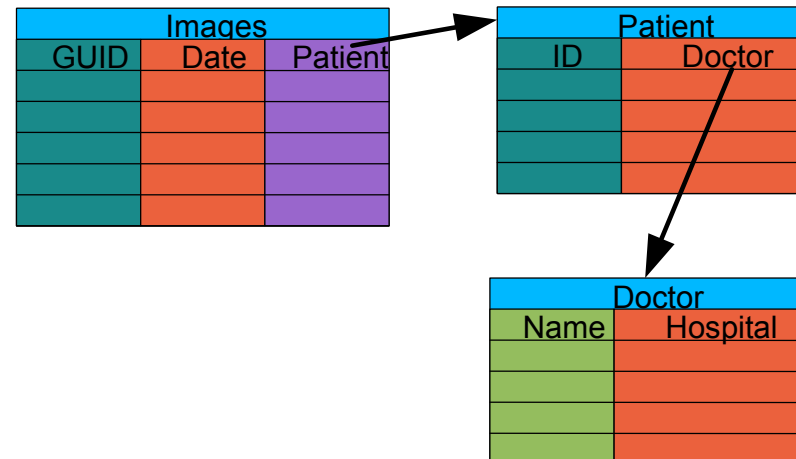 Images
GUID Date Patient
Patient
ID Doctor
Doctor
Name Hospital